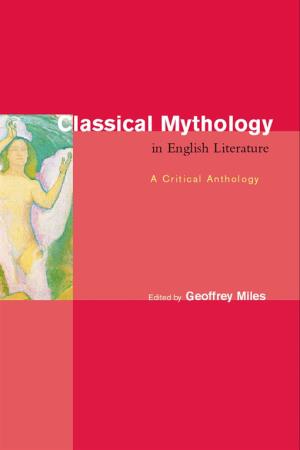 Classical Mythology
in English Literature
A Critical Anthology
Edited by Geoffrey Miles